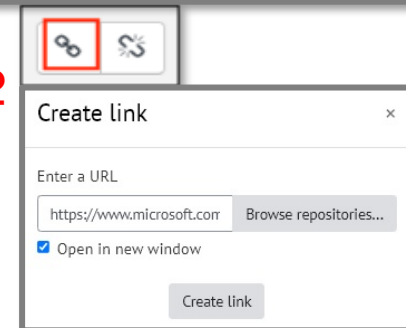 2
Create link ×
Enter a URL
https://www.microsoft.com Browse repositories...
Open in new window
Create link